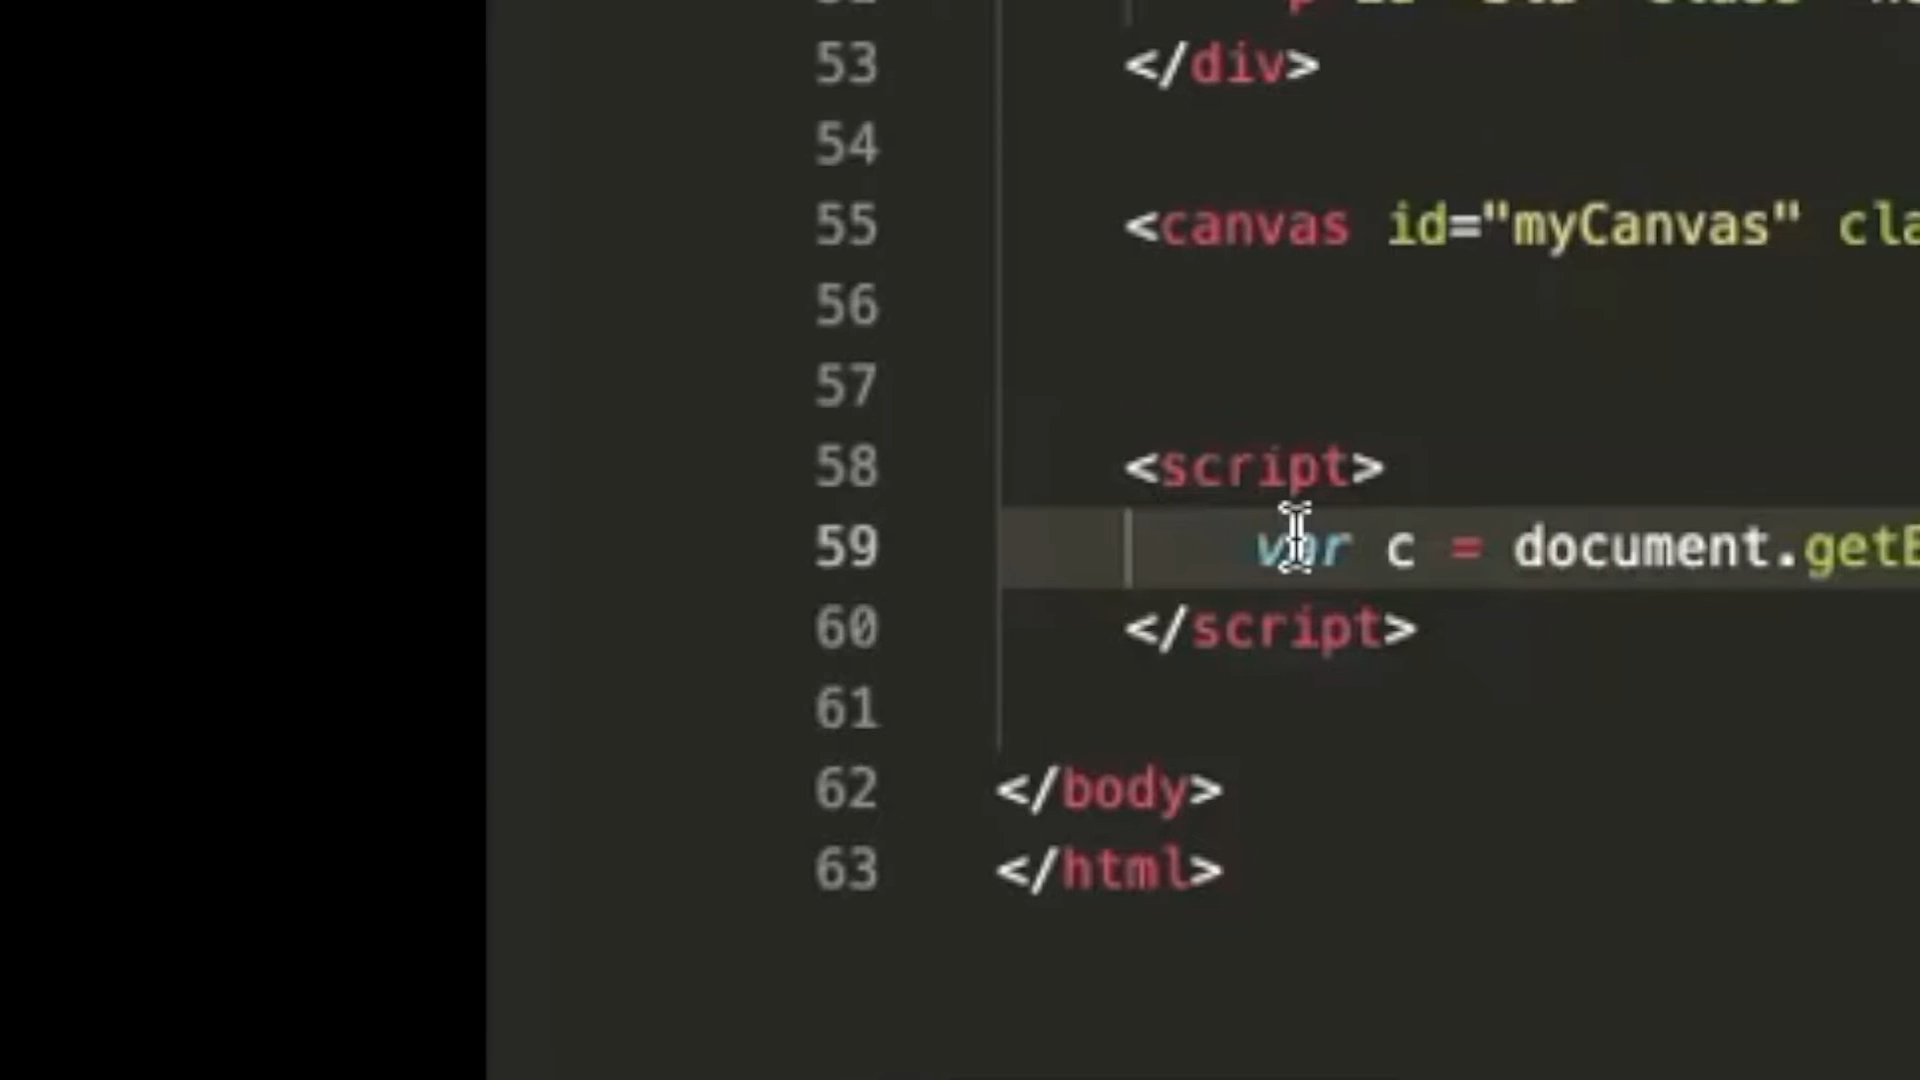 53 </div>
54
55 <canvas id="myCanvas" cla
56
57
58 <script>
59 var c = document.getE
60 </script>
61
62 </body>
63 </html>